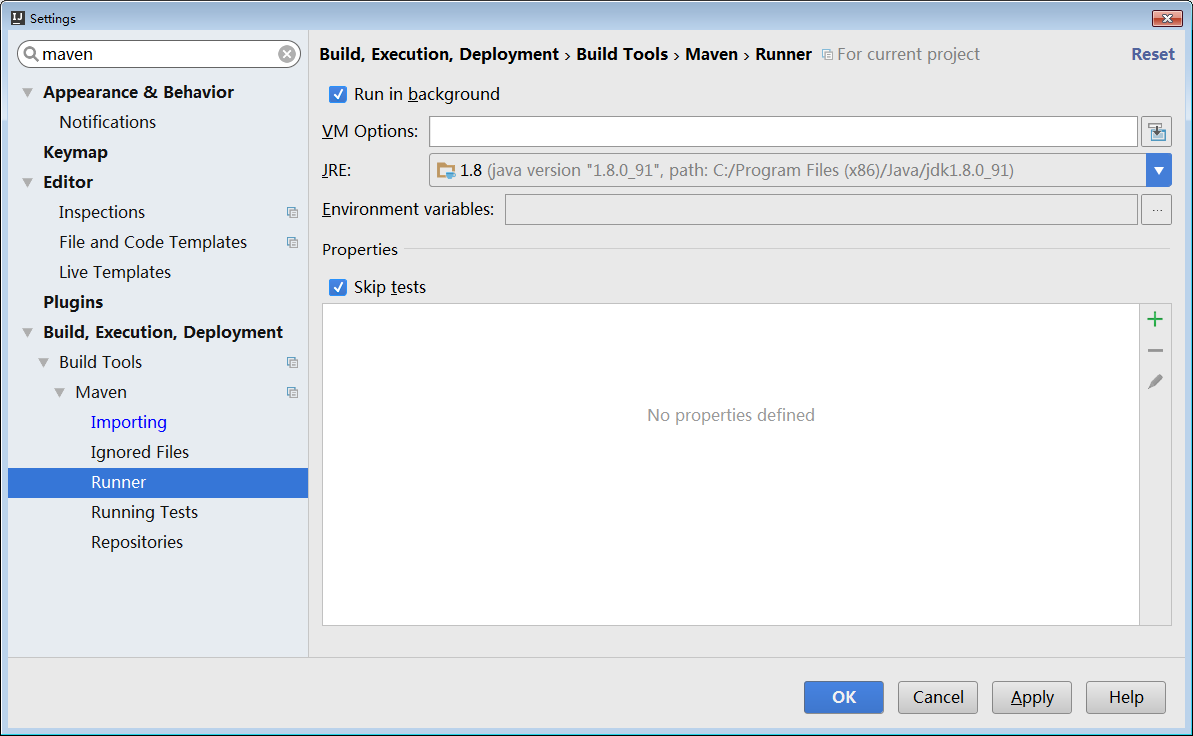 Settings
maven
Appearance & Behavior
Notifications
Keymap
Editor
Inspections
File and Code Templates
Live Templates
Plugins
Build, Execution, Deployment
Build Tools
Maven
Importing
Ignored Files
Runner
Running Tests
Repositories
Build, Execution, Deployment › Build Tools › Maven › Runner For current project Reset
Run in background
VM Options:
JRE: 1.8 (java version "1.8.0_91", path: C:/Program Files (x86)/Java/jdk1.8.0_91)
Environment variables: ...
Properties
Skip tests
No properties defined
OK Cancel Apply Help